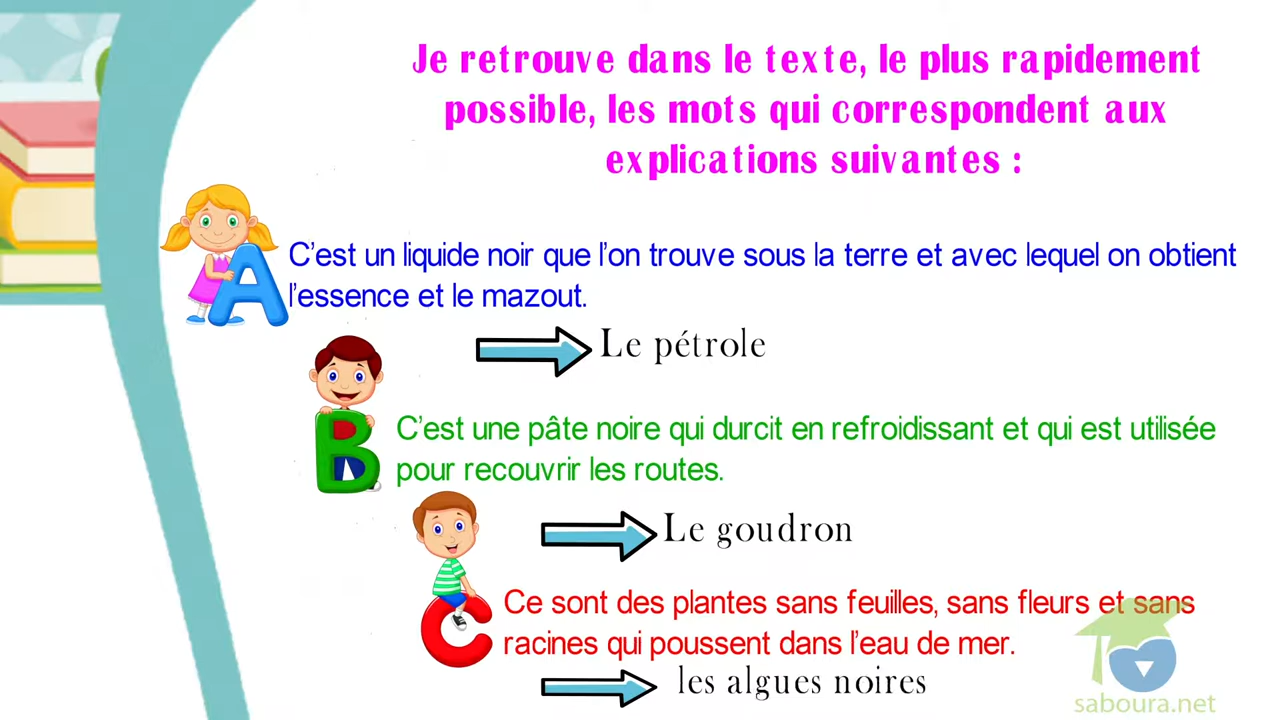 Je retrouve dans le texte, le plus rapidement
possible, les mots qui correspondent aux
explications suivantes :
A
C'est un liquide noir que l'on trouve sous la terre et avec lequel on obtient
l'essence et le mazout.
Le pétrole
B
C'est une pâte noire qui durcit en refroidissant et qui est utilisée
pour recouvrir les routes.
Le goudron
C
Ce sont des plantes sans feuilles, sans fleurs et sans
racines qui poussent dans l'eau de mer.
les algues noires
saboura.net